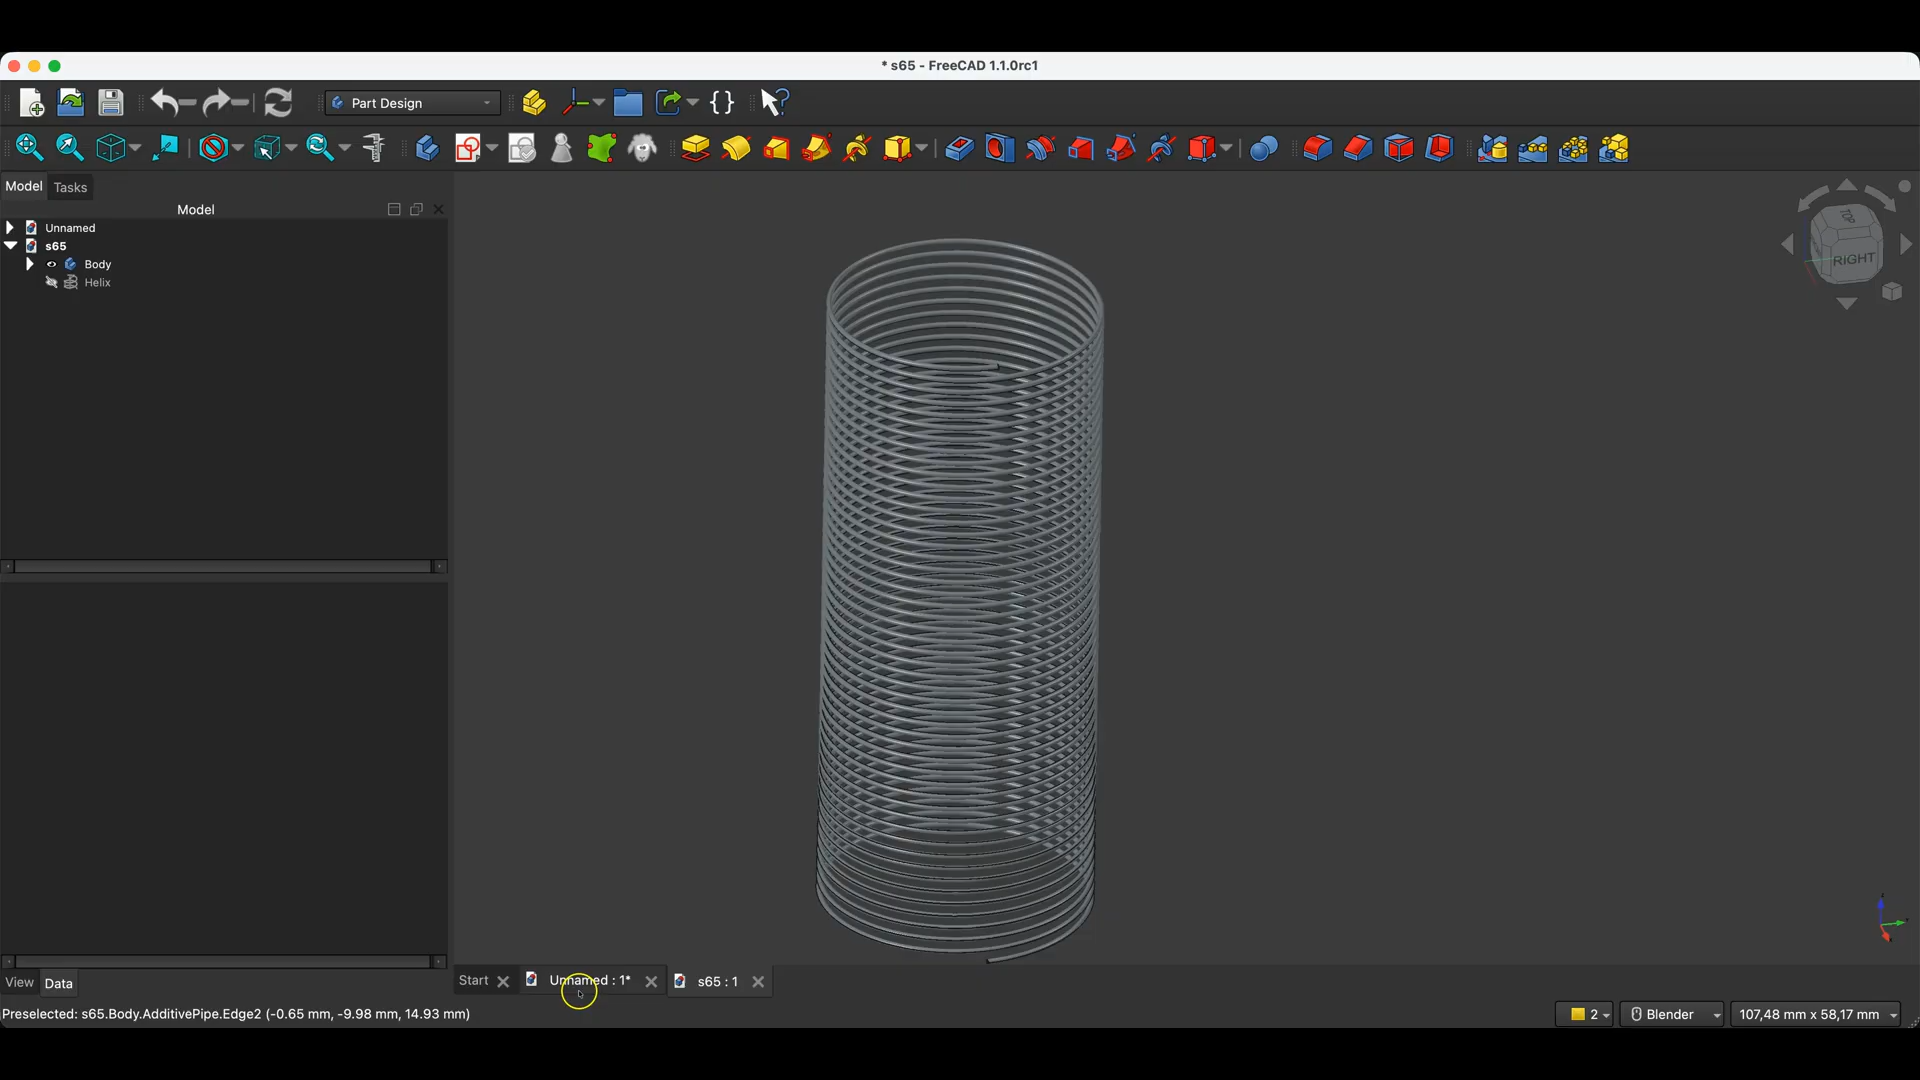 * s65 - FreeCAD 1.1.0rc1
Part Design
Model
Tasks
Model
Unnamed
s65
Body
Helix
TOP
RIGHT
View
Data
Start
Unnamed : 1*
s65 : 1
Preselected: s65.Body.AdditivePipe.Edge2 (-0.65 mm, -9.98 mm, 14.93 mm)
2
Blender
107,48 mm x 58,17 mm